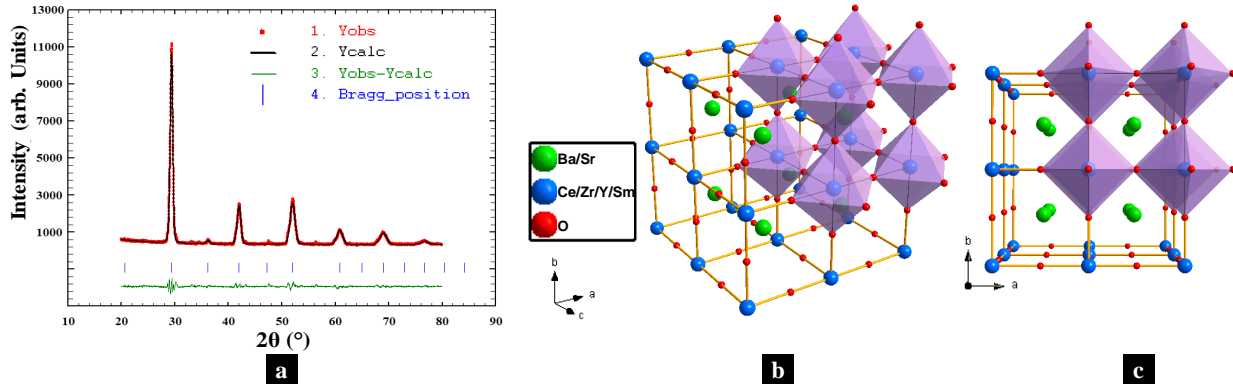 Intensity (arb. Units)
13000
11000
9000
7000
5000
3000
1000
1. Yobs
2. Ycalc
3. Yobs-Ycalc
4. Bragg_position
10 20 30 40 50 60 70 80 90
2θ (°)
a
Ba/Sr
Ce/Zr/Y/Sm
O
b
a
c
b
b
a
c